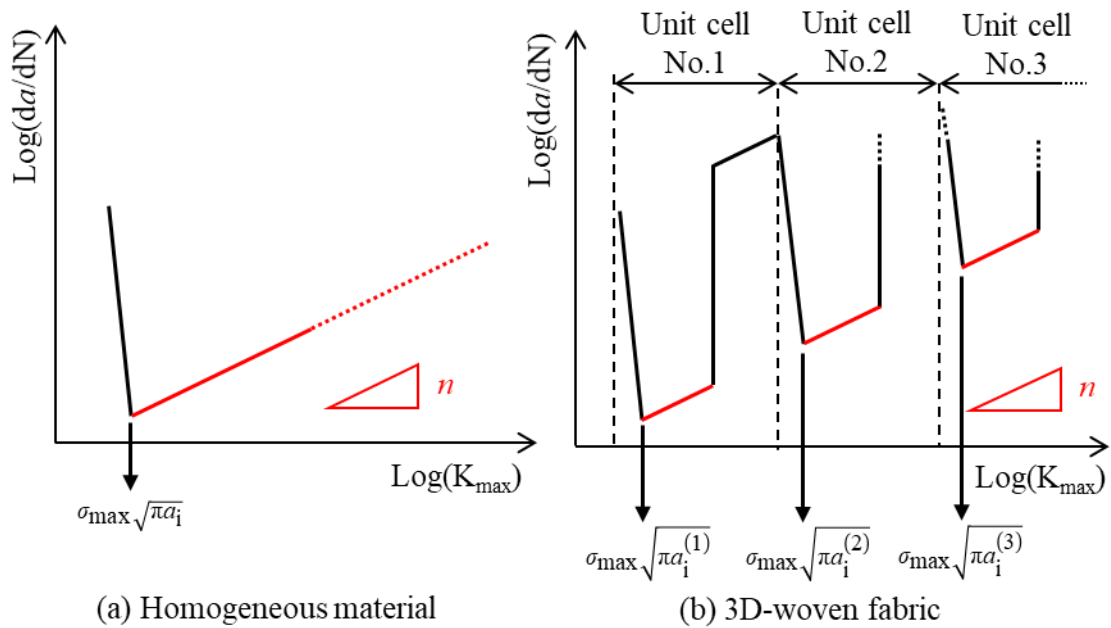 Log(da/dN)
n
Log(Kmax)
σmax√πai
(a) Homogeneous material
Unit cell No.1
Unit cell No.2
Unit cell No.3
Log(da/dN)
n
Log(Kmax)
σmax√πai(1)
σmax√πai(2)
σmax√πai(3)
(b) 3D-woven fabric